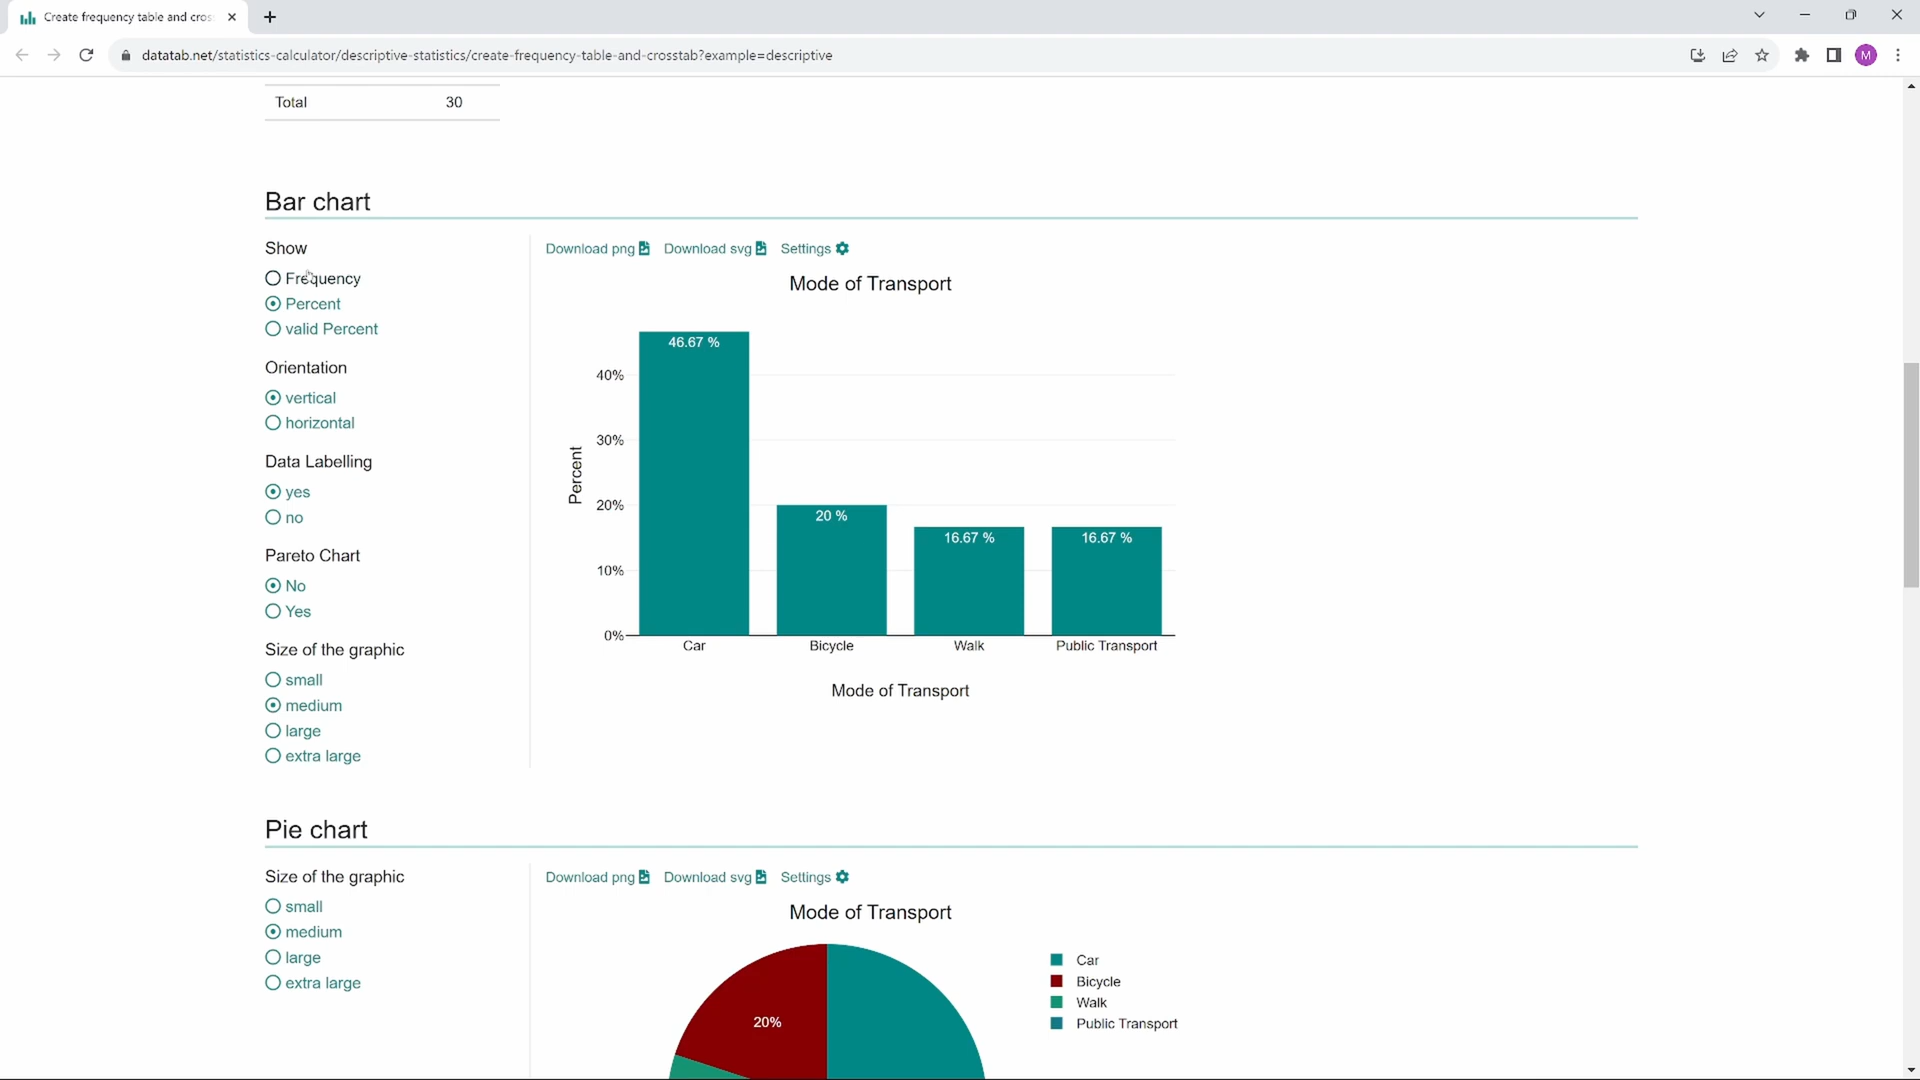 Create frequency table and cros
datatab.net/statistics-calculator/descriptive-statistics/create-frequency-table-and-crosstab?example=descriptive
M
Total 30
Bar chart
Show
Frequency
Percent
valid Percent
Orientation
vertical
horizontal
Data Labelling
yes
no
Pareto Chart
No
Yes
Size of the graphic
small
medium
large
extra large
Download png Download svg Settings
Mode of Transport
46.67 %
40%
30%
Percent
20%
20 %
16.67 %
16.67 %
10%
0%
Car Bicycle Walk Public Transport
Mode of Transport
Pie chart
Size of the graphic
small
medium
large
extra large
Download png Download svg Settings
Mode of Transport
20%
Car
Bicycle
Walk
Public Transport